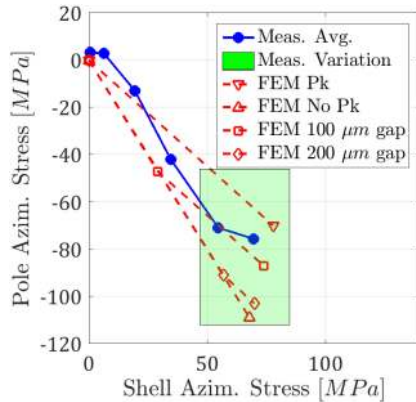 20
0
-20
-40
-60
-80
-100
-120
0
50
100
Pole Azim. Stress [MPa]
Shell Azim. Stress [MPa]
Meas. Avg.
Meas. Variation
FEM Pk
FEM No Pk
FEM 100 μm gap
FEM 200 μm gap